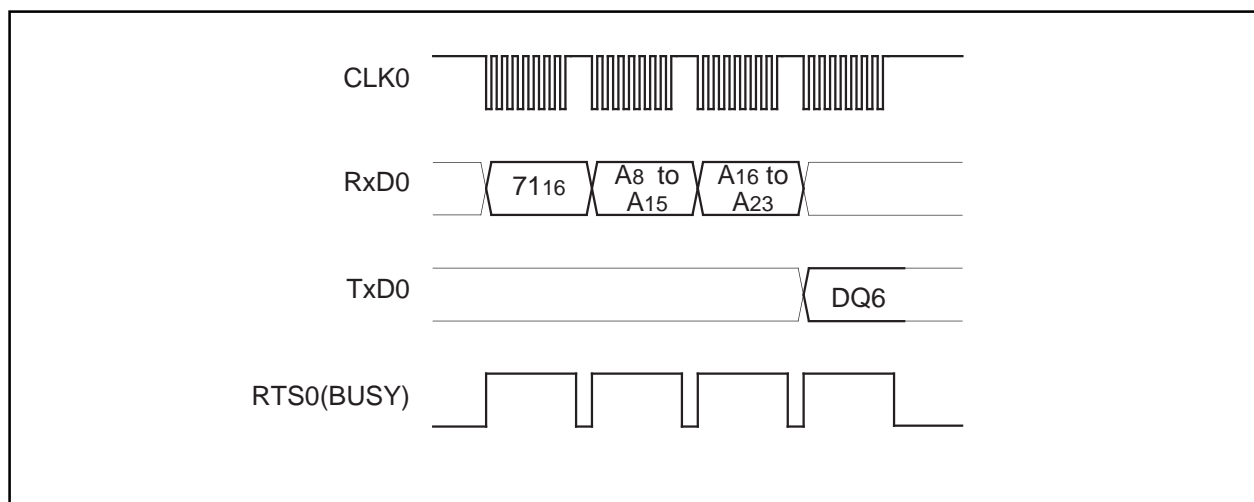 CLK0
RxD0
7116
A8 to
A15
A16 to
A23
TxD0
DQ6
RTS0(BUSY)